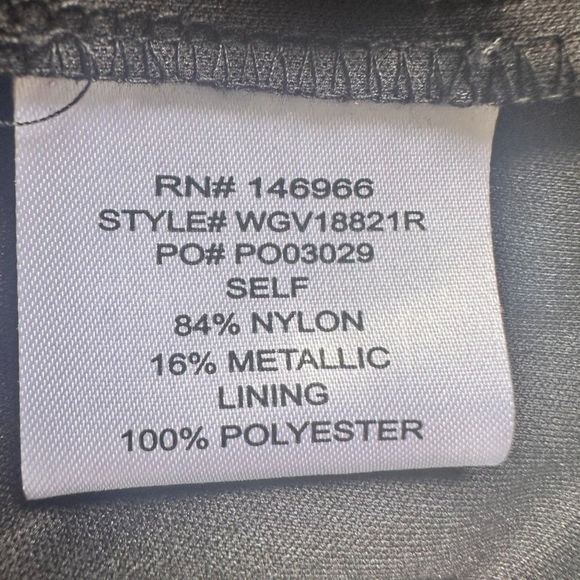 RN# 146966
STYLE# WGV18821R
PO# PO03029
SELF
84% NYLON
16% METALLIC
LINING
100% POLYESTER